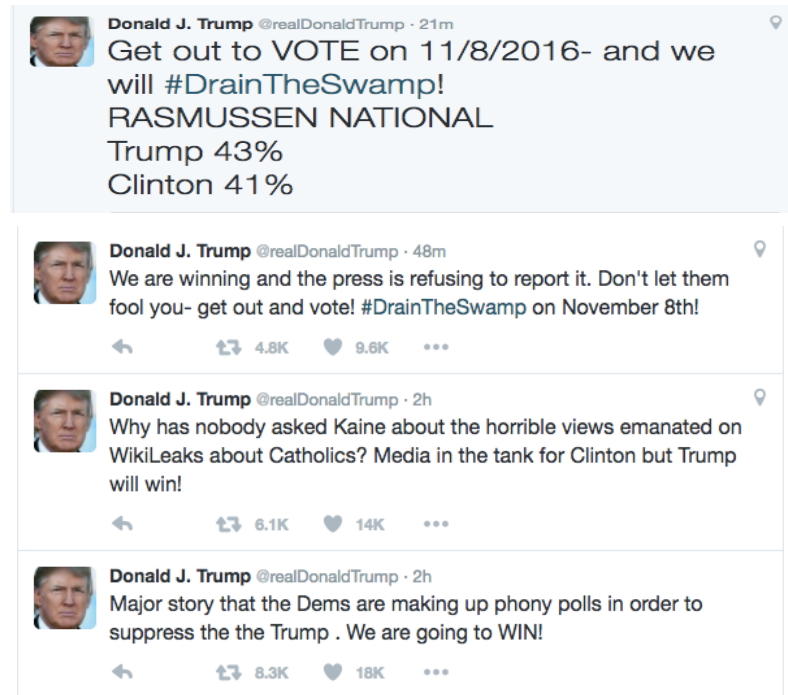 Donald J. Trump @realDonaldTrump · 21m
Get out to VOTE on 11/8/2016- and we
will #DrainTheSwamp!
RASMUSSEN NATIONAL
Trump 43%
Clinton 41%
Donald J. Trump @realDonaldTrump · 48m
We are winning and the press is refusing to report it. Don't let them
fool you- get out and vote! #DrainTheSwamp on November 8th!
4.8K 9.6K
Donald J. Trump @realDonaldTrump · 2h
Why has nobody asked Kaine about the horrible views emanated on
WikiLeaks about Catholics? Media in the tank for Clinton but Trump
will win!
6.1K 14K
Donald J. Trump @realDonaldTrump · 2h
Major story that the Dems are making up phony polls in order to
suppress the the Trump . We are going to WIN!
8.3K 18K